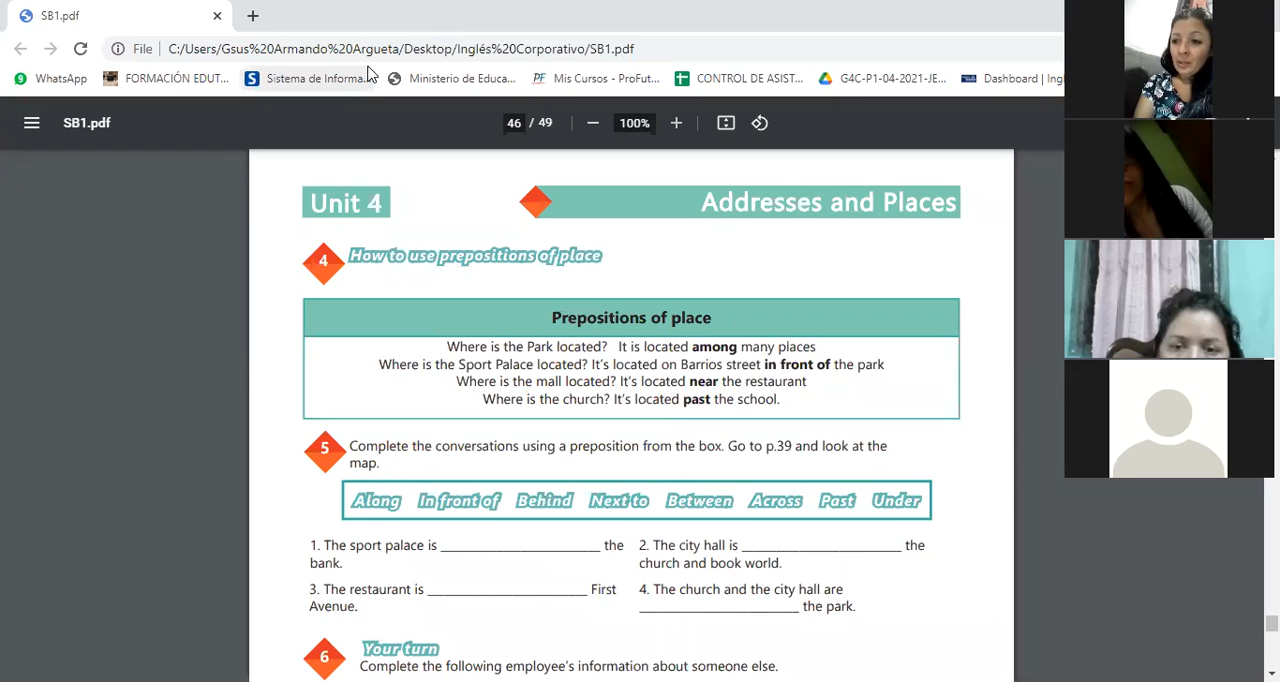 SB1.pdf
File C:/Users/Gsus%20Armando%20Argueta/Desktop/Inglés%20Corporativo/SB1.pdf
9 WhatsApp FORMACIÓN EDUT... S Sistema de Informa... Ministerio de Educa... PF Mis Cursos - ProFut... CONTROL DE ASIST... G4C-P1-04-2021-JE... Dashboard | Ingl
SB1.pdf 46 / 49 100%
Unit 4 Addresses and Places
4 How to use prepositions of place
Prepositions of place
Where is the Park located? It is located among many places
Where is the Sport Palace located? It's located on Barrios street in front of the park
Where is the mall located? It's located near the restaurant
Where is the church? It's located past the school.
5 Complete the conversations using a preposition from the box. Go to p.39 and look at the
map.
Along In front of Behind Next to Between Across Past Under
1. The sport palace is ____________________ the
bank.
2. The city hall is ____________________ the
church and book world.
3. The restaurant is ____________________ First
Avenue.
4. The church and the city hall are
____________________ the park.
6 Your turn
Complete the following employee's information about someone else.